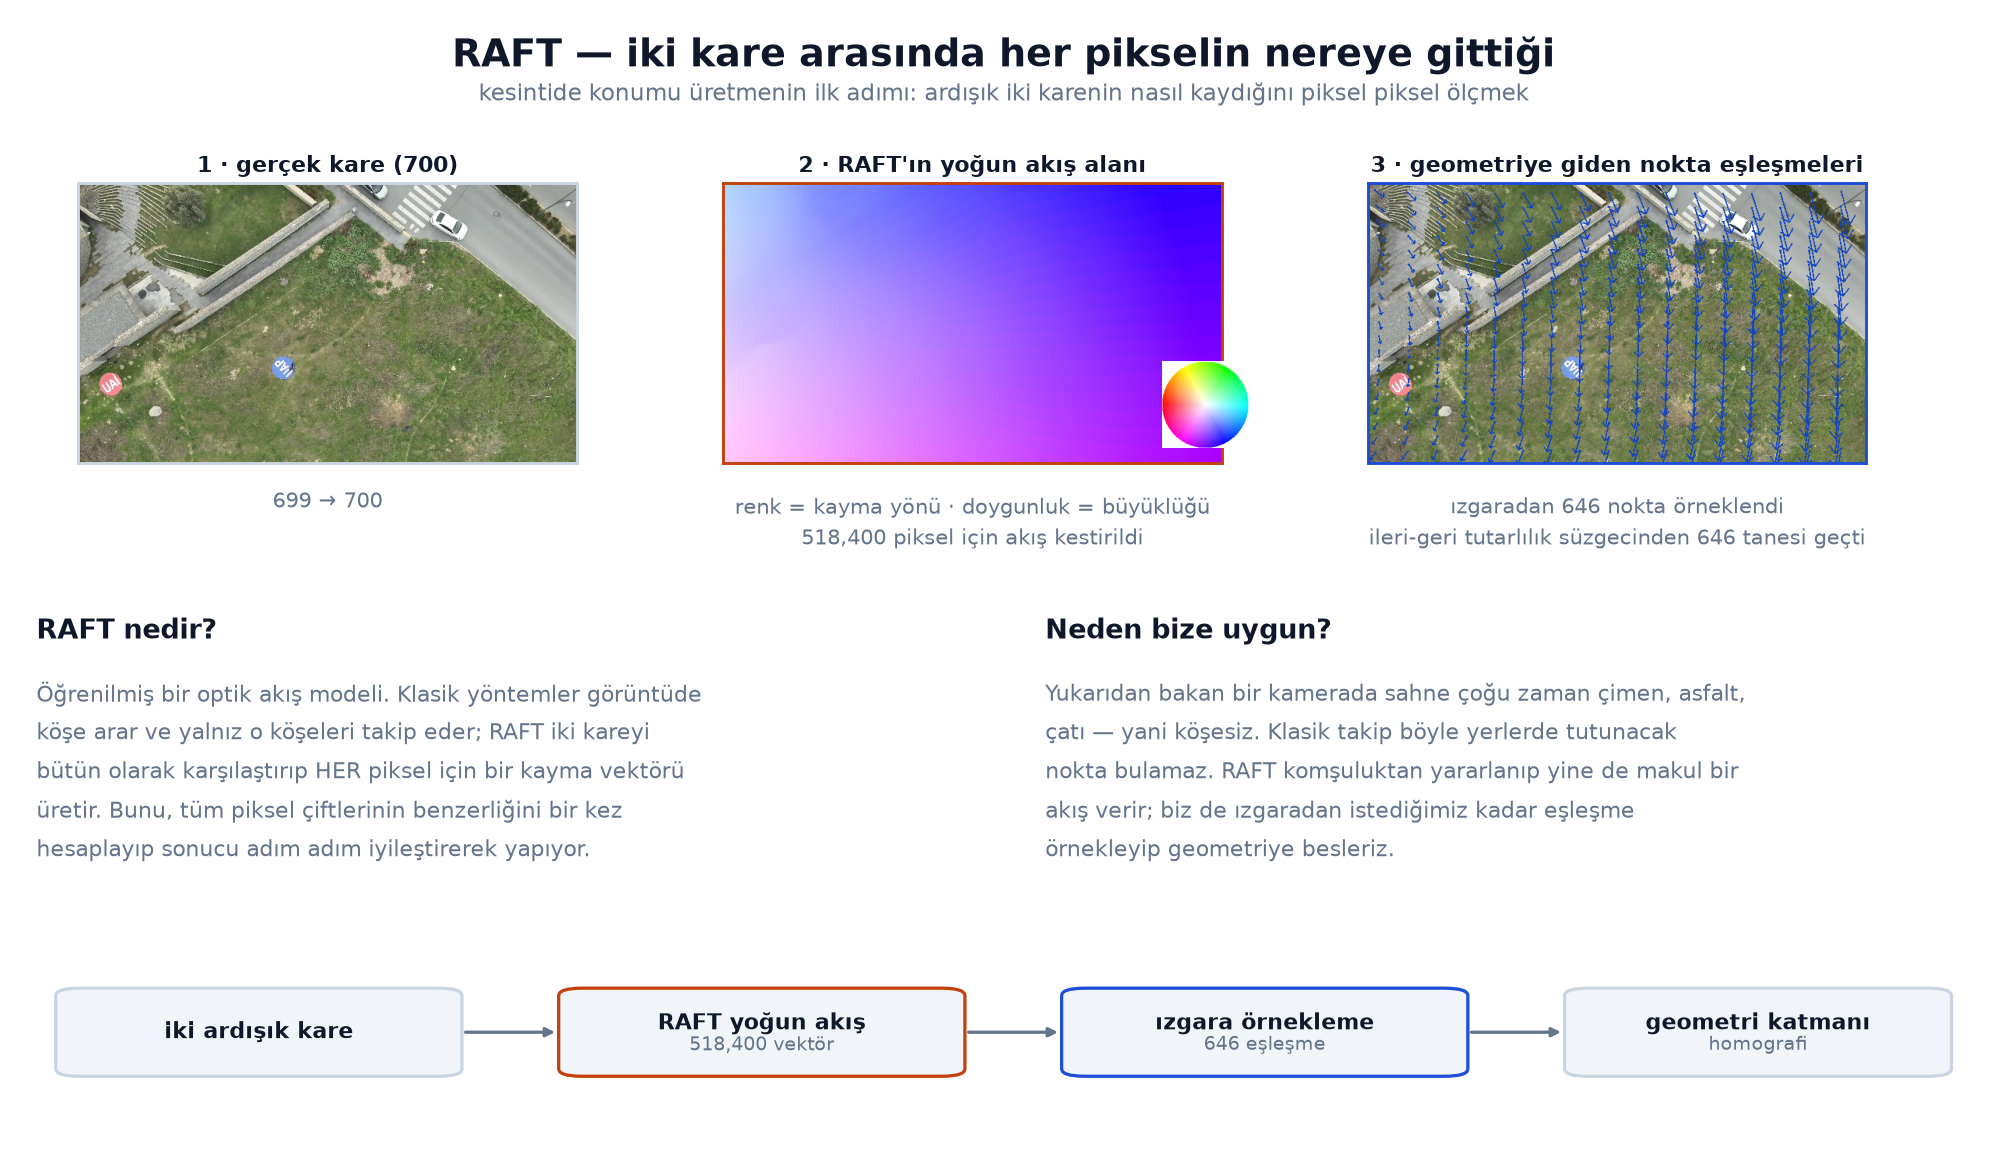 RAFT — iki kare arasında her pikselin nereye gittiği
kesintide konumu üretmenin ilk adımı: ardışık iki karenin nasıl kaydığını piksel piksel ölçmek
1 · gerçek kare (700)
UAİ
UAP
699 → 700
2 · RAFT'ın yoğun akış alanı
renk = kayma yönü · doygunluk = büyüklüğü
518,400 piksel için akış kestirildi
3 · geometriye giden nokta eşleşmeleri
UAİ
UAP
ızgaradan 646 nokta örneklendi
ileri-geri tutarlılık süzgecinden 646 tanesi geçti
RAFT nedir?
Öğrenilmiş bir optik akış modeli. Klasik yöntemler görüntüde
köşe arar ve yalnız o köşeleri takip eder; RAFT iki kareyi
bütün olarak karşılaştırıp HER piksel için bir kayma vektörü
üretir. Bunu, tüm piksel çiftlerinin benzerliğini bir kez
hesaplayıp sonucu adım adım iyileştirerek yapıyor.
Neden bize uygun?
Yukarıdan bakan bir kamerada sahne çoğu zaman çimen, asfalt,
çatı — yani köşesiz. Klasik takip böyle yerlerde tutunacak
nokta bulamaz. RAFT komşuluktan yararlanıp yine de makul bir
akış verir; biz de ızgaradan istediğimiz kadar eşleşme
örnekleyip geometriye besleriz.
iki ardışık kare
RAFT yoğun akış
518,400 vektör
ızgara örnekleme
646 eşleşme
geometri katmanı
homografi